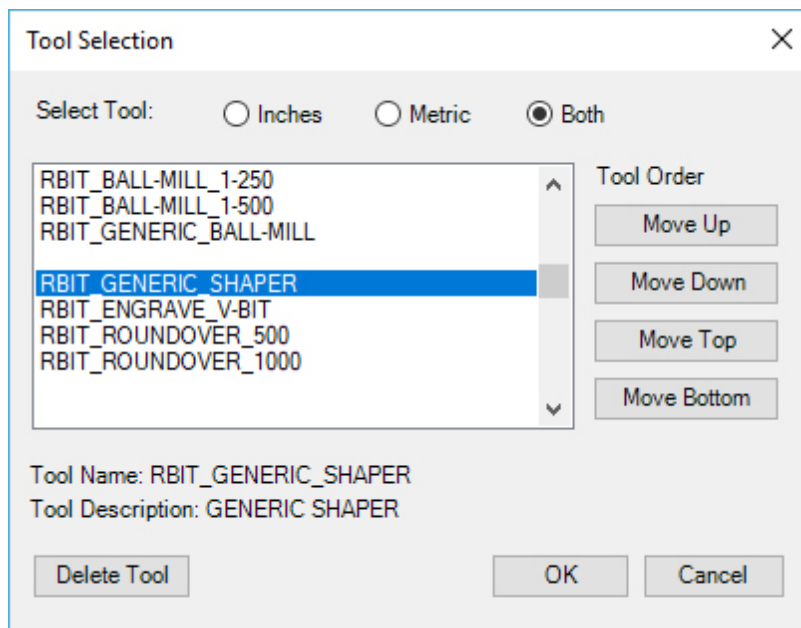 Tool Selection
Select Tool: Inches Metric Both
RBIT_BALL-MILL_1-250
RBIT_BALL-MILL_1-500
RBIT_GENERIC_BALL-MILL
RBIT_GENERIC_SHAPER
RBIT_ENGRAVE_V-BIT
RBIT_ROUNDOVER_500
RBIT_ROUNDOVER_1000
Tool Order
Move Up
Move Down
Move Top
Move Bottom
Tool Name: RBIT_GENERIC_SHAPER
Tool Description: GENERIC SHAPER
Delete Tool OK Cancel